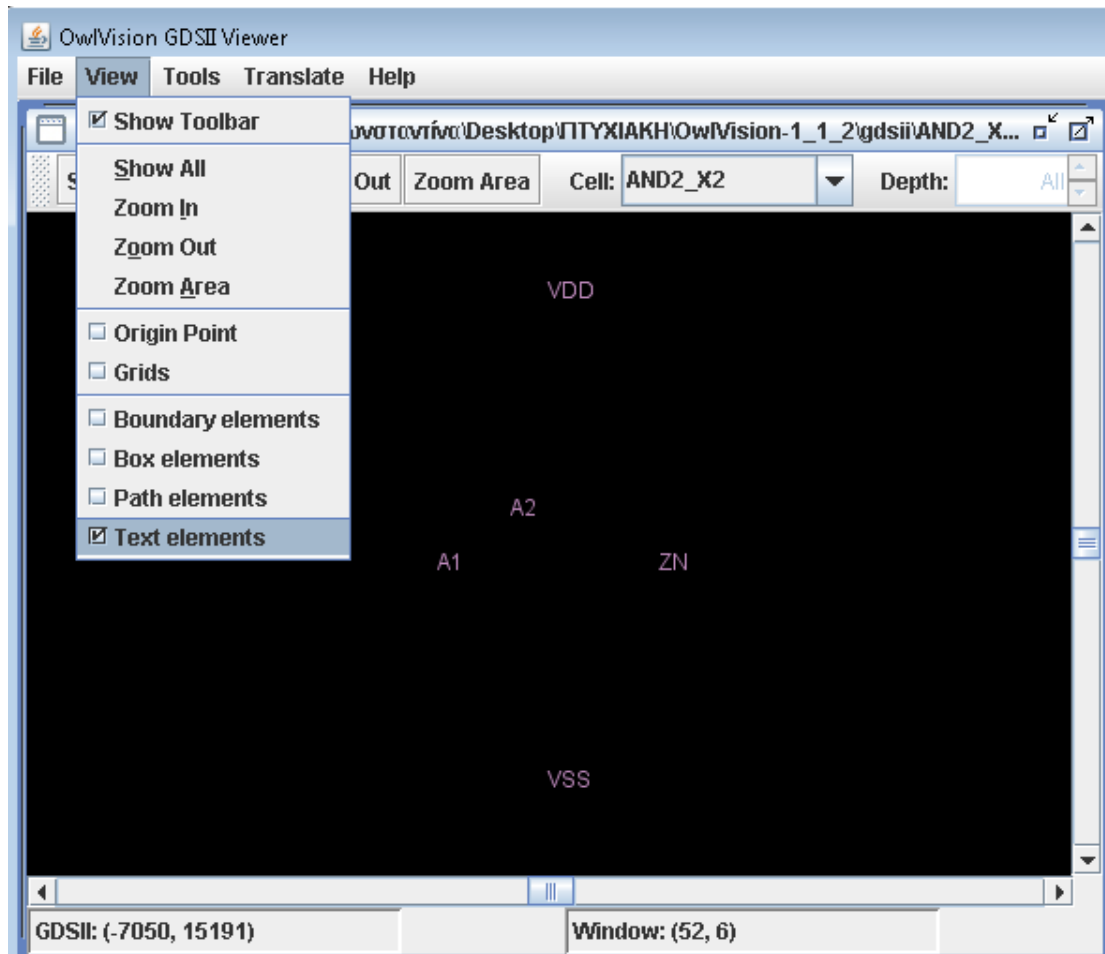 OwlVision GDSII Viewer
File View Tools Translate Help
Show Toolbar
ωνσταντίνα\Desktop\ΠΤΥΧΙΑΚΗ\OwlVision-1_1_2\gdsii\AND2_X...
Out Zoom Area Cell: AND2_X2 Depth: All
Show All
Zoom In
Zoom Out
Zoom Area
Origin Point
Grids
Boundary elements
Box elements
Path elements
Text elements
VDD
A2
A1 ZN
VSS
GDSII: (-7050, 15191) Window: (52, 6)